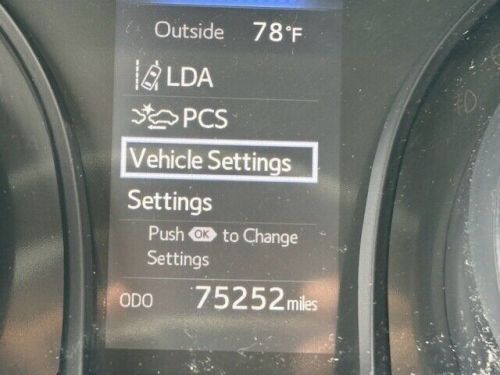 Outside 78°F
LDA
PCS
Vehicle Settings
Settings
Push OK to Change
Settings
ODO 75252 miles